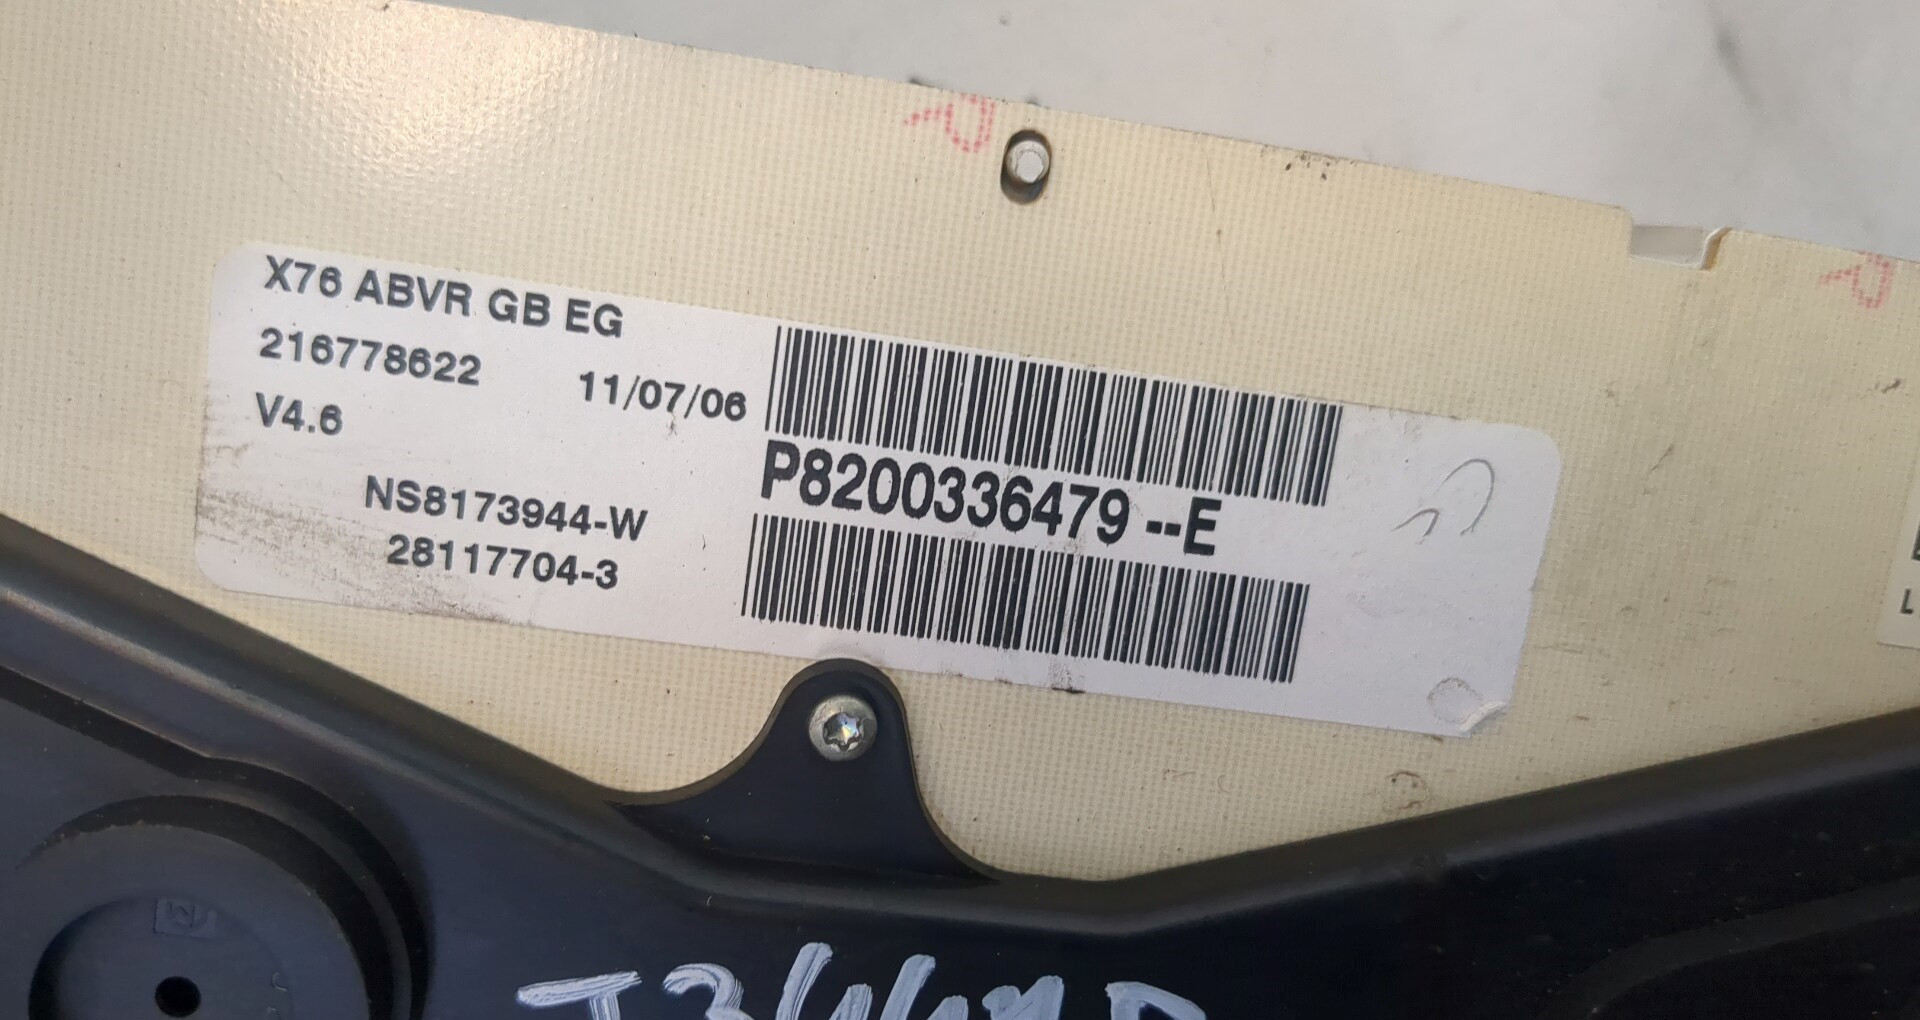 X76 ABVR GB EG
216778622
11/07/06
V4.6
P8200336479 --E
NS8173944-W
28117704-3
P
P